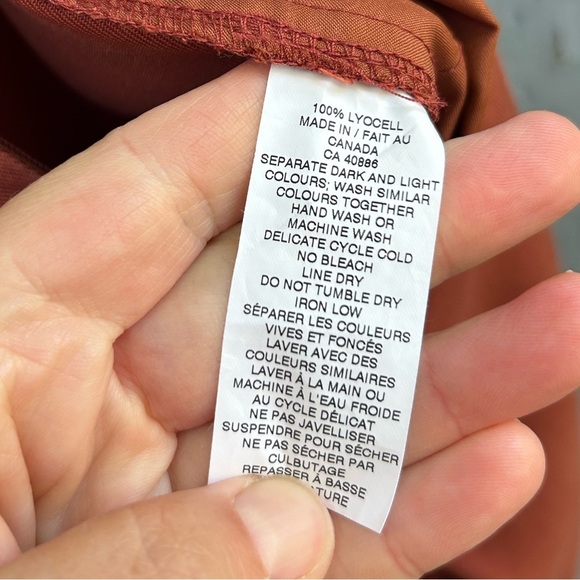 100% LYOCELL
MADE IN / FAIT AU
CANADA
CA 40886
SEPARATE DARK AND LIGHT
COLOURS; WASH SIMILAR
COLOURS TOGETHER
HAND WASH OR
MACHINE WASH
DELICATE CYCLE COLD
NO BLEACH
LINE DRY
DO NOT TUMBLE DRY
IRON LOW
SÉPARER LES COULEURS
VIVES ET FONCÉS
LAVER AVEC DES
COULEURS SIMILAIRES
LAVER À LA MAIN OU
MACHINE À L'EAU FROIDE
AU CYCLE DÉLICAT
NE PAS JAVELLISER
SUSPENDRE POUR SÉCHER
NE PAS SÉCHER PAR
CULBUTAGE
REPASSER À BASSE